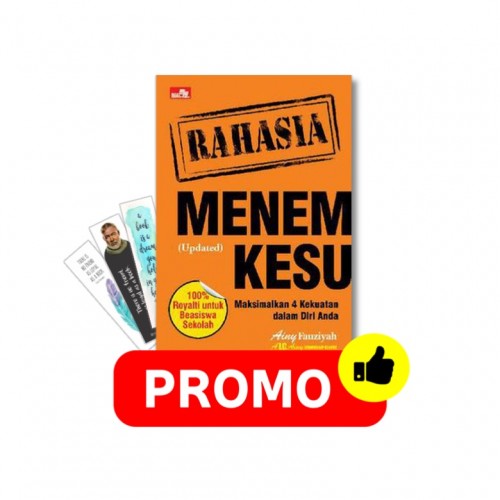 RAHASIA
MENEM
(Updated)
KESU
100%
Royalti untuk
Beasiswa
Sekolah
Maksimalkan 4 Kekuatan
dalam Diri Anda
Ainy Fauziyah
PROMO